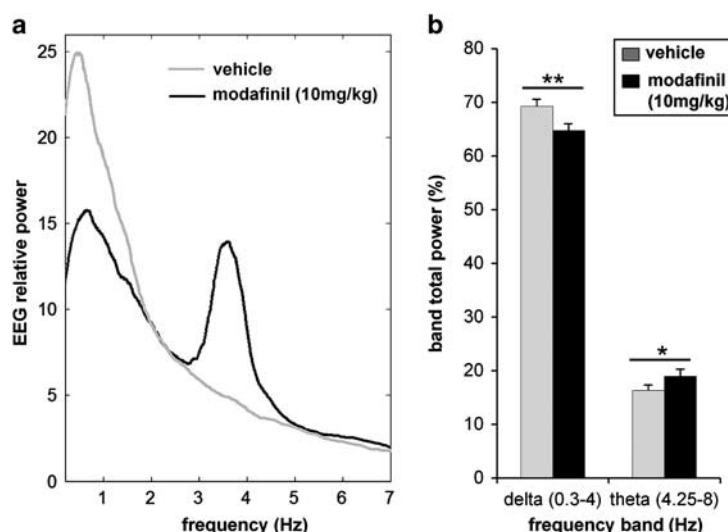 a
vehicle
modafinil (10mg/kg)
EEG relative power
25
20
15
10
5
0
1 2 3 4 5 6 7
frequency (Hz)
b
vehicle
modafinil
(10mg/kg)
band total power (%)
80
70
60
50
40
30
20
10
0
**
*
delta (0.3-4) theta (4.25-8)
frequency band (Hz)